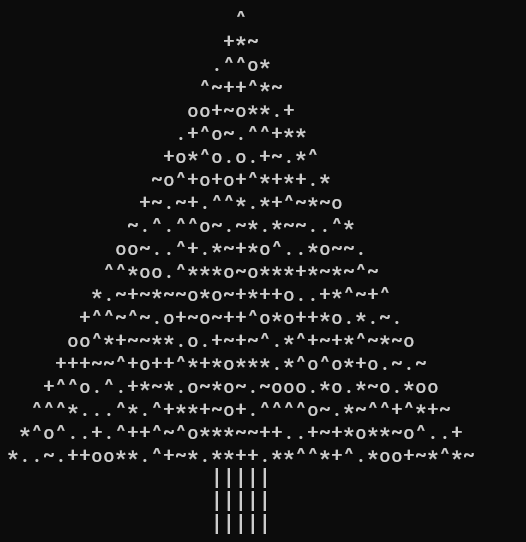 ^
+*~
.^^o*
^~++^*~
oo+~o**.+
.+^o~.^^+**
+o*^o.o.+~.*^
~o^+o+o+^*+*+.*
+~.~+.^^*.*+^~*~o
~.^.^^o~.~*.*~~..^*
oo~..^+.*~+*o^..*o~~.
^^*oo.^***o~o***+*~*~^~
*.~+~*~~o*o~+*++o..+*^~+^
+^^~^~.o+~o~++^o*o++*o.*.~.
oo^*+~~**.o.+~+~^.*^+~+*^~*~o
+++~~^+o++^*+*o***.*^o^o*+o.~.~
+^^o.^.+*~*.o~*o~.~ooo.*o.*~o.*oo
^^^*...^*.^+**+~o+.^^^^o~.*~^^+^*+~
*^o^..+.^++^~^o***~~++..+~+*o**~o^..+
*..~.++oo**.^+~*.**++.**^^*+^.*oo+~*^*~
|||||
|||||
|||||